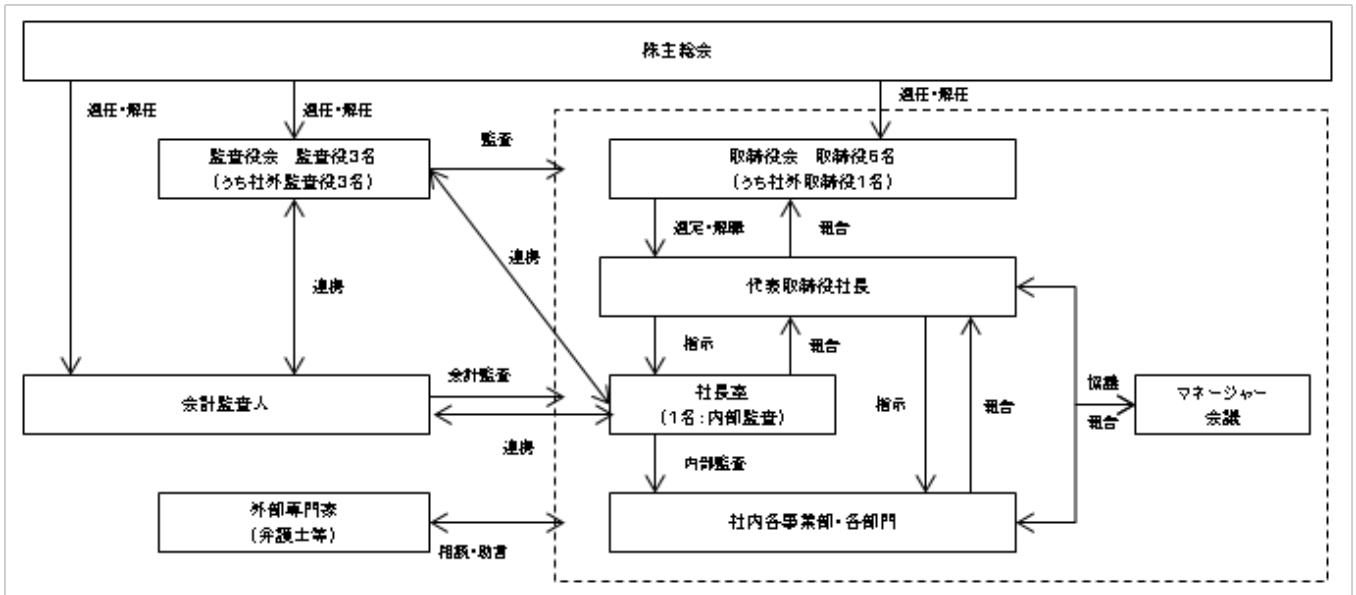 株主総会
選任・解任
選任・解任
選任・解任
監査役会 監査役3名
(うち社外監査役3名)
監査
取締役会 取締役6名
(うち社外取締役1名)
選定・解職
報告
連携
連携
代表取締役社長
指示
報告
会計監査人
会計監査
社長室
(1名:内部監査)
指示
報告
協議
報告
マネージャー
会議
連携
内部監査
外部専門家
(弁護士等)
社内各事業部・各部門
相談・助言